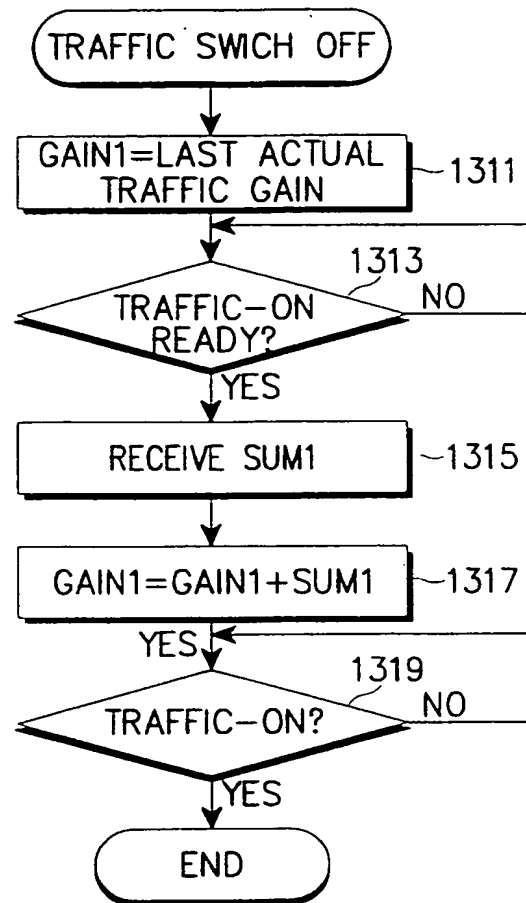 TRAFFIC SWICH OFF
GAIN1=LAST ACTUAL
TRAFFIC GAIN
1311
1313
TRAFFIC-ON
READY?
NO
YES
RECEIVE SUM1
1315
GAIN1=GAIN1+SUM1
1317
YES
1319
TRAFFIC-ON?
NO
YES
END